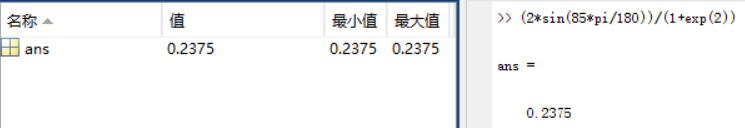 名称 值 最小值 最大值
ans 0.2375 0.2375 0.2375
>> (2*sin(85*pi/180))/(1+exp(2))
ans =
0.2375